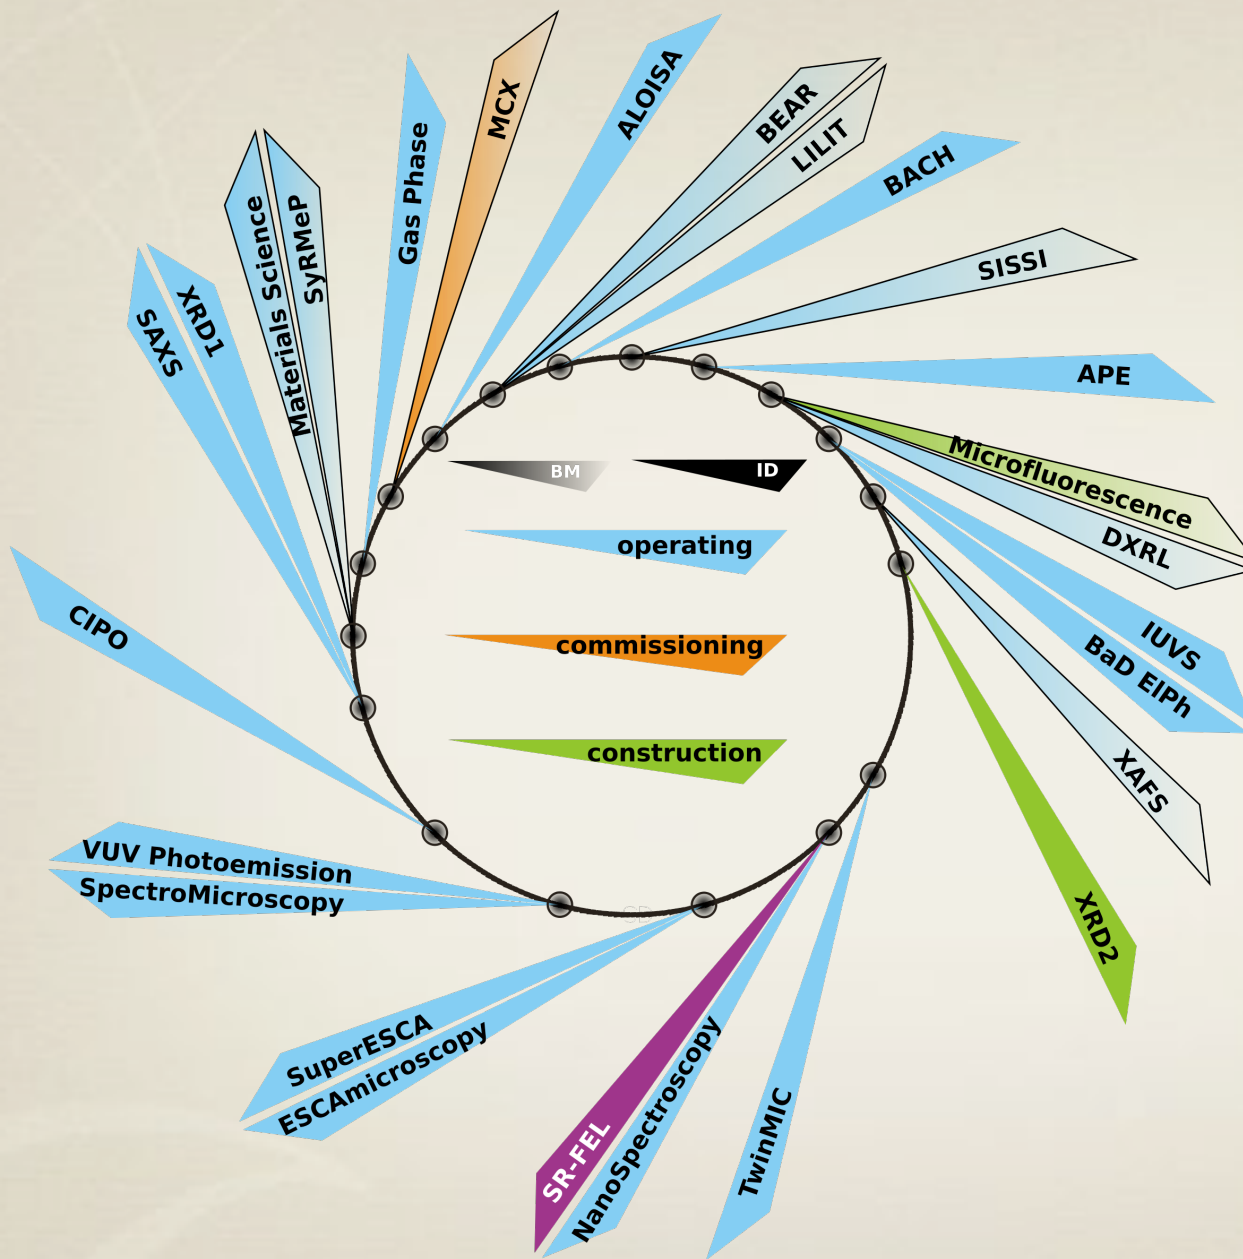 MCX
ALOISA
BEAR
LILIT
Gas Phase
BACH
SyRMeP
Materials Science
SISSI
XRD1
SAXS
APE
Microfluorescence
DXRL
BM
ID
operating
CIPO
IUVS
BaD ElPh
commissioning
construction
XAFS
VUV Photoemission
SpectroMicroscopy
XRD2
SuperESCA
ESCAmicroscopy
SR-FEL
NanoSpectroscopy
TwinMIC